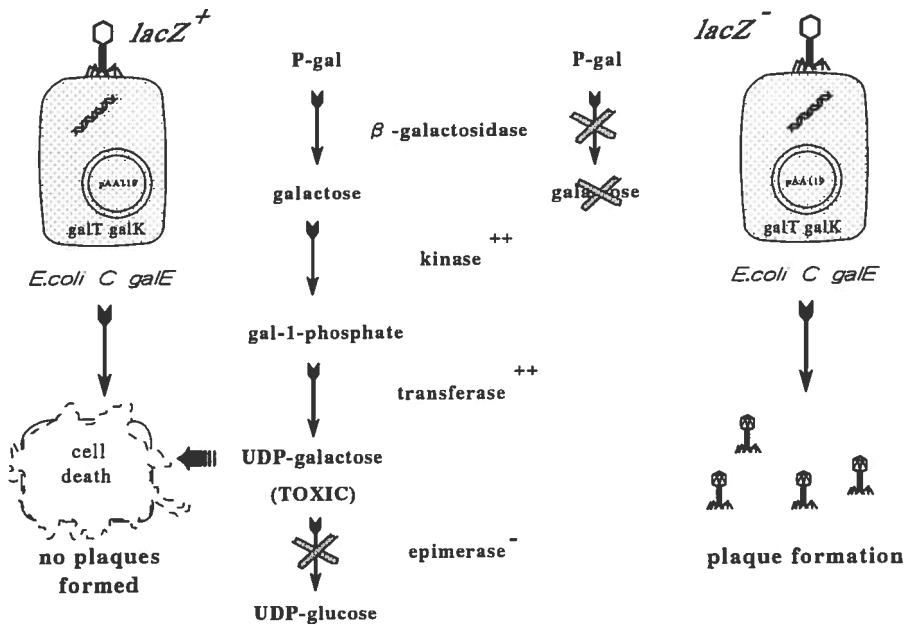 lacZ +
lacZ -
P-gal
P-gal
β -galactosidase
galactose
galactose
galT galK
galT galK
kinase ++
E.coli C galE
E.coli C galE
gal-1-phosphate
transferase ++
cell
death
UDP-galactose
(TOXIC)
no plaques
formed
epimerase -
plaque formation
UDP-glucose